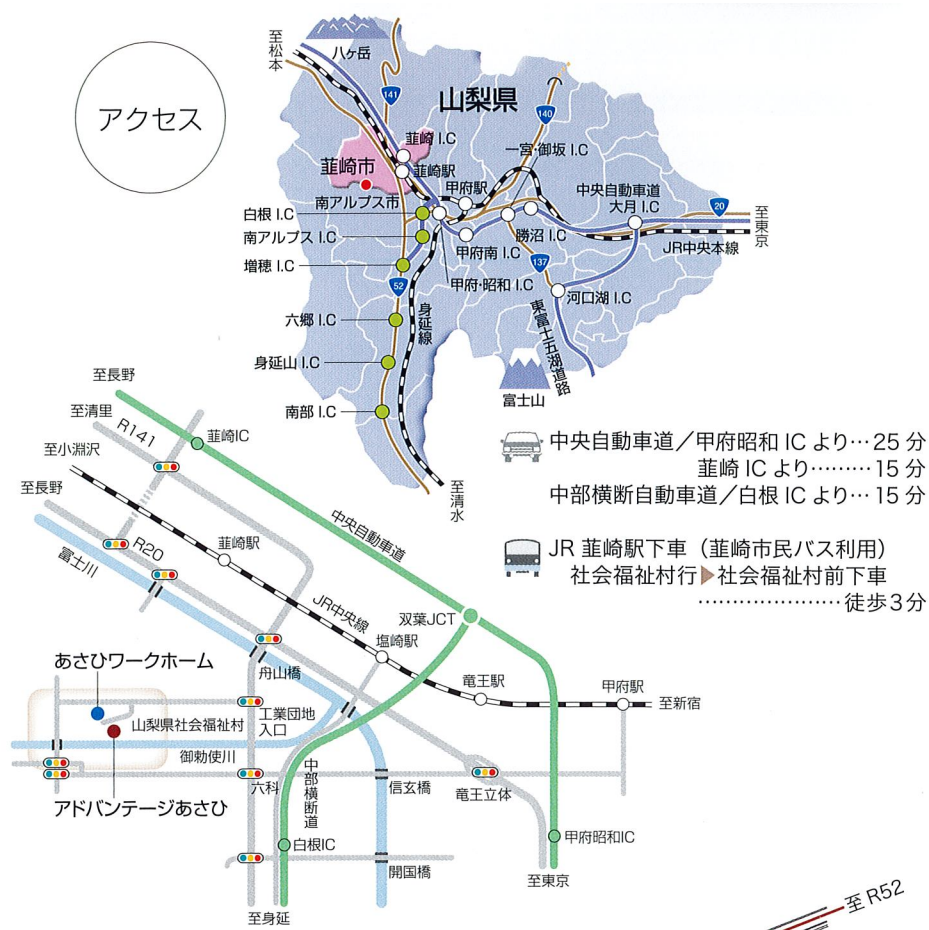 アクセス
至松本
八ヶ岳
141
山梨県
140
韮崎 I.C
韮崎市
韮崎駅
一宮・御坂 I.C
甲府駅
南アルプス市
中央自動車道
大月 I.C
20
至東京
白根 I.C
勝沼 I.C
JR中央本線
南アルプス I.C
甲府南 I.C
増穂 I.C
137
甲府・昭和 I.C
52
河口湖 I.C
六郷 I.C
身延線
東富士五湖道路
身延山 I.C
富士山
南部 I.C
至清水
中央自動車道／甲府昭和 IC より…25 分
韮崎 IC より………15 分
中部横断自動車道／白根 IC より…15 分
JR 韮崎駅下車（韮崎市民バス利用）
社会福祉村行▶社会福祉村前下車
…………………徒歩3分
至長野
至清里
R141
韮崎IC
至小淵沢
至長野
R20
韮崎駅
中央自動車道
富士川
JR中央線
双葉JCT
塩崎駅
舟山橋
竜王駅
甲府駅
至新宿
あさひワークホーム
山梨県社会福祉村
工業団地
入口
御勅使川
六科
中部横断道
信玄橋
竜王立体
アドバンテージあさひ
白根IC
甲府昭和IC
開国橋
至東京
至身延
至 R52